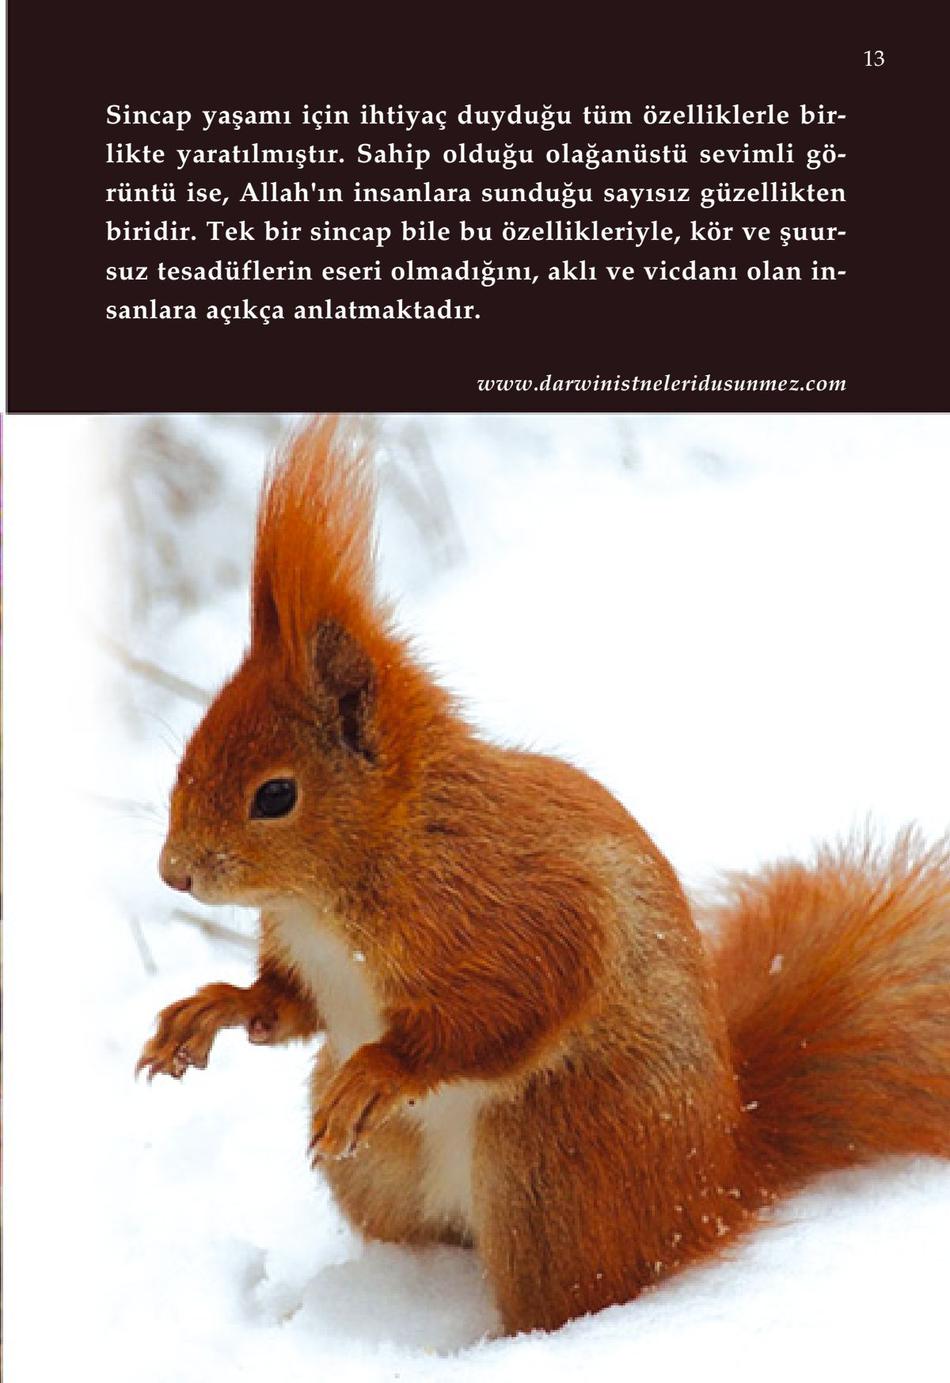 13
Sincap yaşamı için ihtiyaç duyduğu tüm özelliklerle bir-
likte yaratılmıştır. Sahip olduğu olağanüstü sevimli gö-
rüntü ise, Allah'ın insanlara sunduğu sayısız güzellikten
biridir. Tek bir sincap bile bu özellikleriyle, kör ve şuur-
suz tesadüflerin eseri olmadığını, aklı ve vicdanı olan in-
sanlara açıkça anlatmaktadır.
www.darwinistneleridusunmez.com